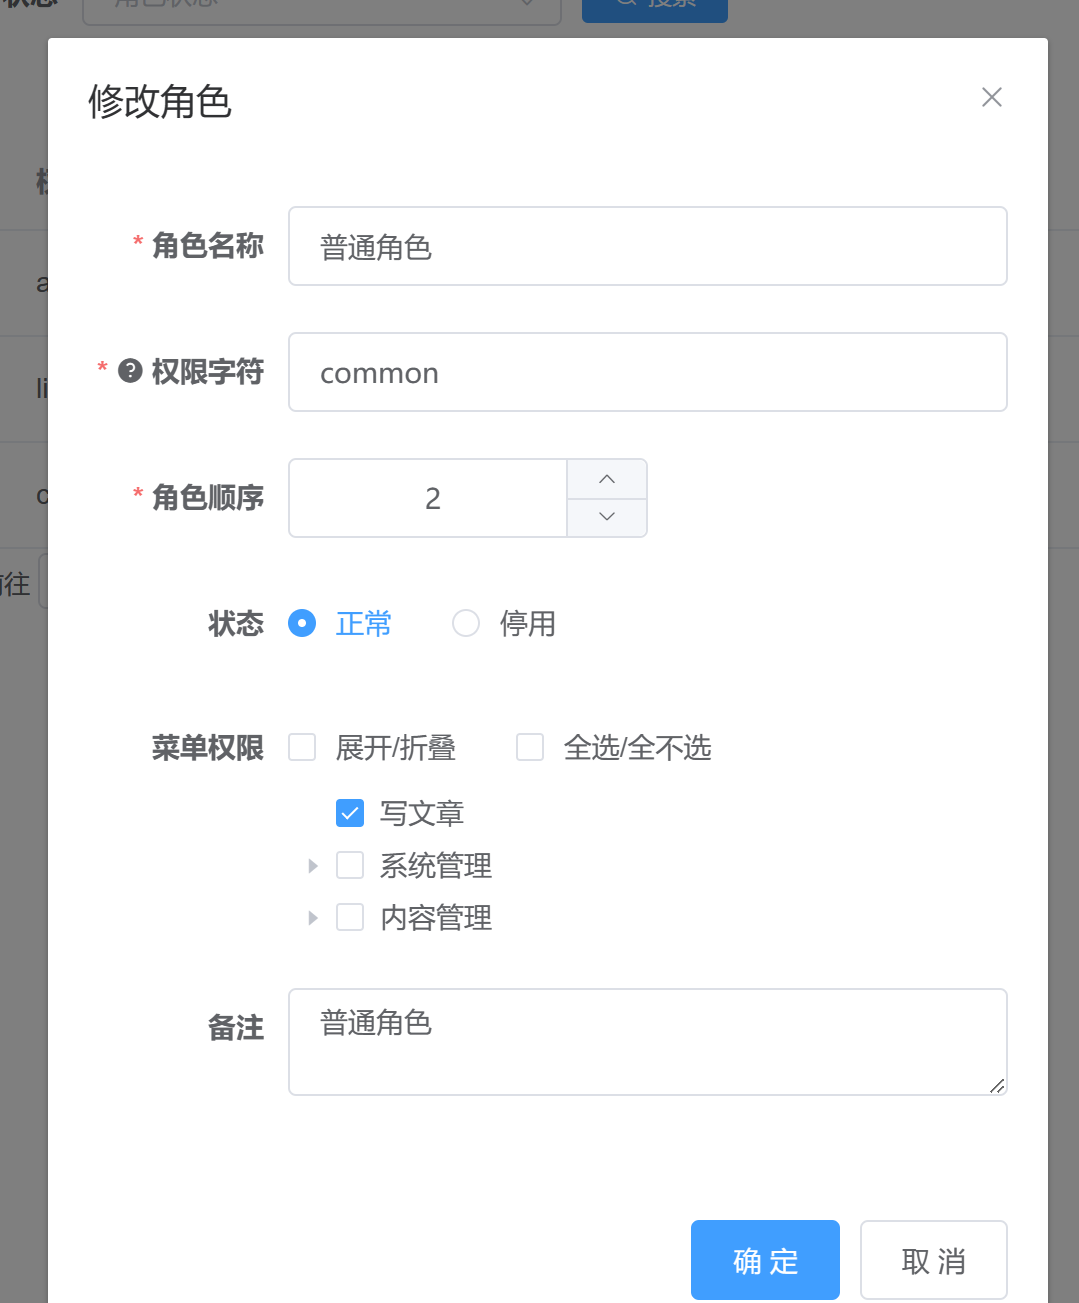 搜索
修改角色
* 角色名称 普通角色
* 权限字符 common
* 角色顺序 2
状态 正常 停用
菜单权限 展开/折叠 全选/全不选
写文章
系统管理
内容管理
备注 普通角色
确 定 取 消